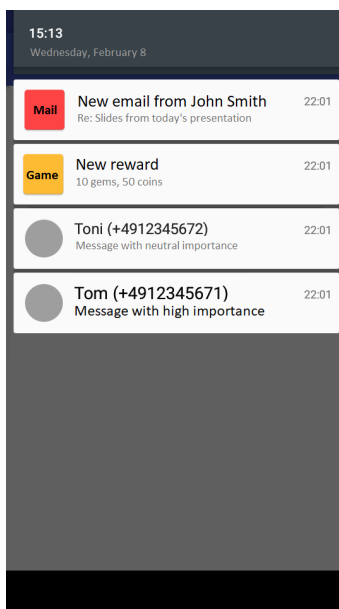 15:13
Wednesday, February 8
Mail
New email from John Smith
22:01
Re: Slides from today's presentation
Game
New reward
22:01
10 gems, 50 coins
Toni (+4912345672)
22:01
Message with neutral importance
Tom (+4912345671)
22:01
Message with high importance